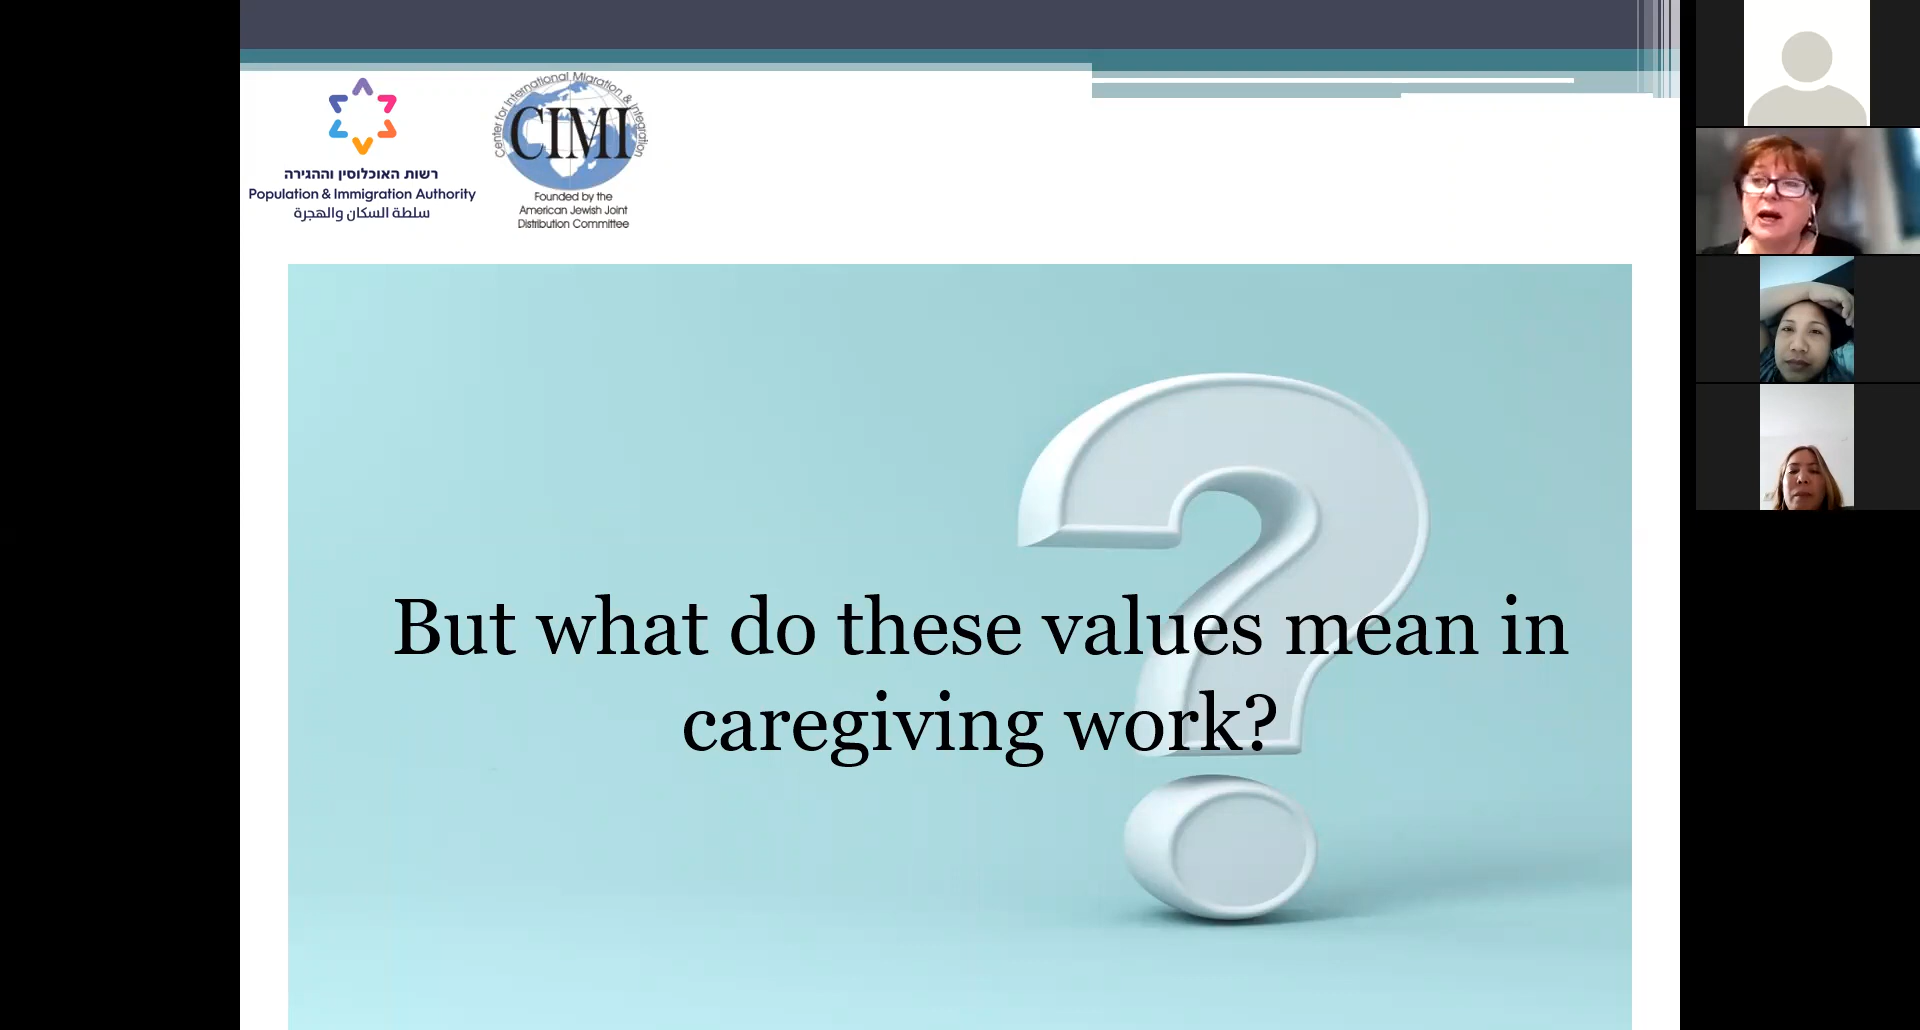 רשות האוכלוסין וההגירה
Population & Immigration Authority
سلطة السكان والهجرة
Center for International Migration & Integration
CIMI
Founded by the
American Jewish Joint
Distribution Committee
But what do these values mean in
caregiving work?